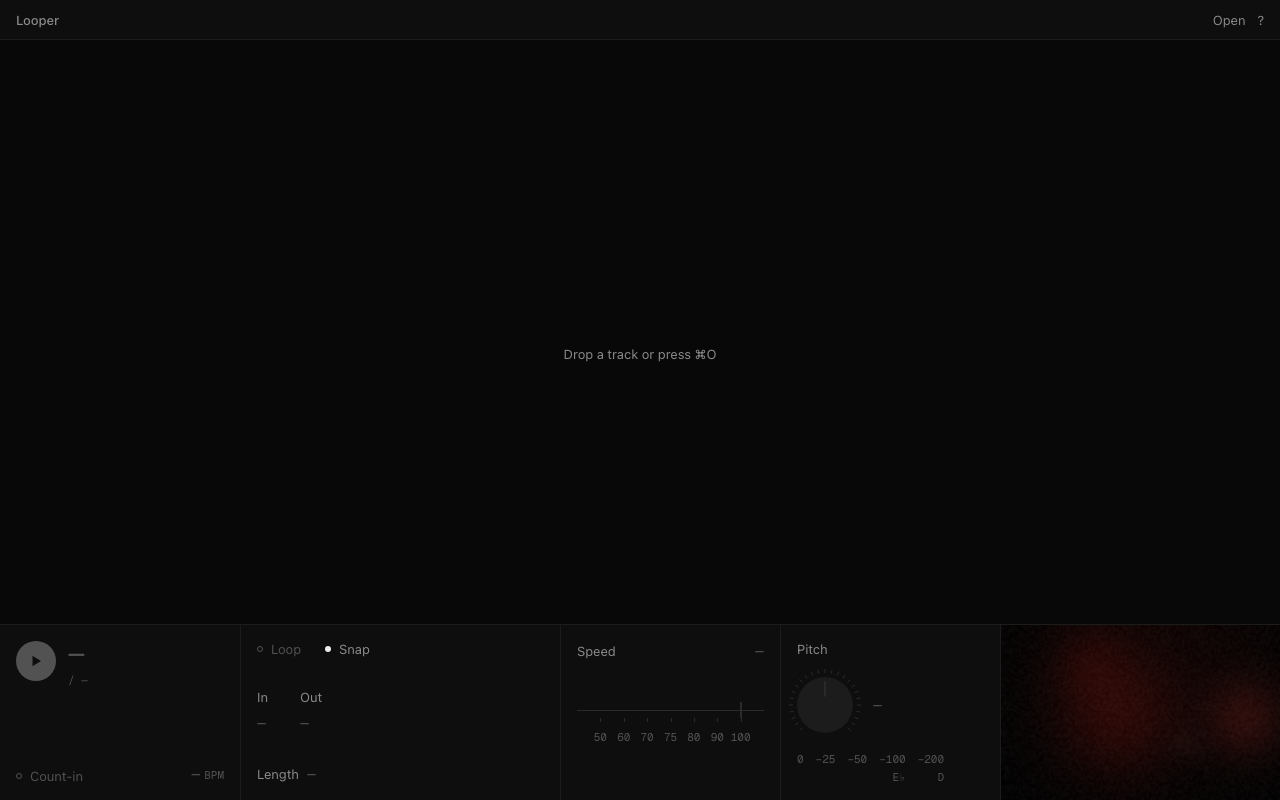 Looper
Open ?
Drop a track or press ⌘O
—
/ –
Count-in
— BPM
Loop Snap
In Out
— —
Length —
Speed —
50 60 70 75 80 90 100
Pitch
—
0 −25 −50 −100 −200
E♭ D